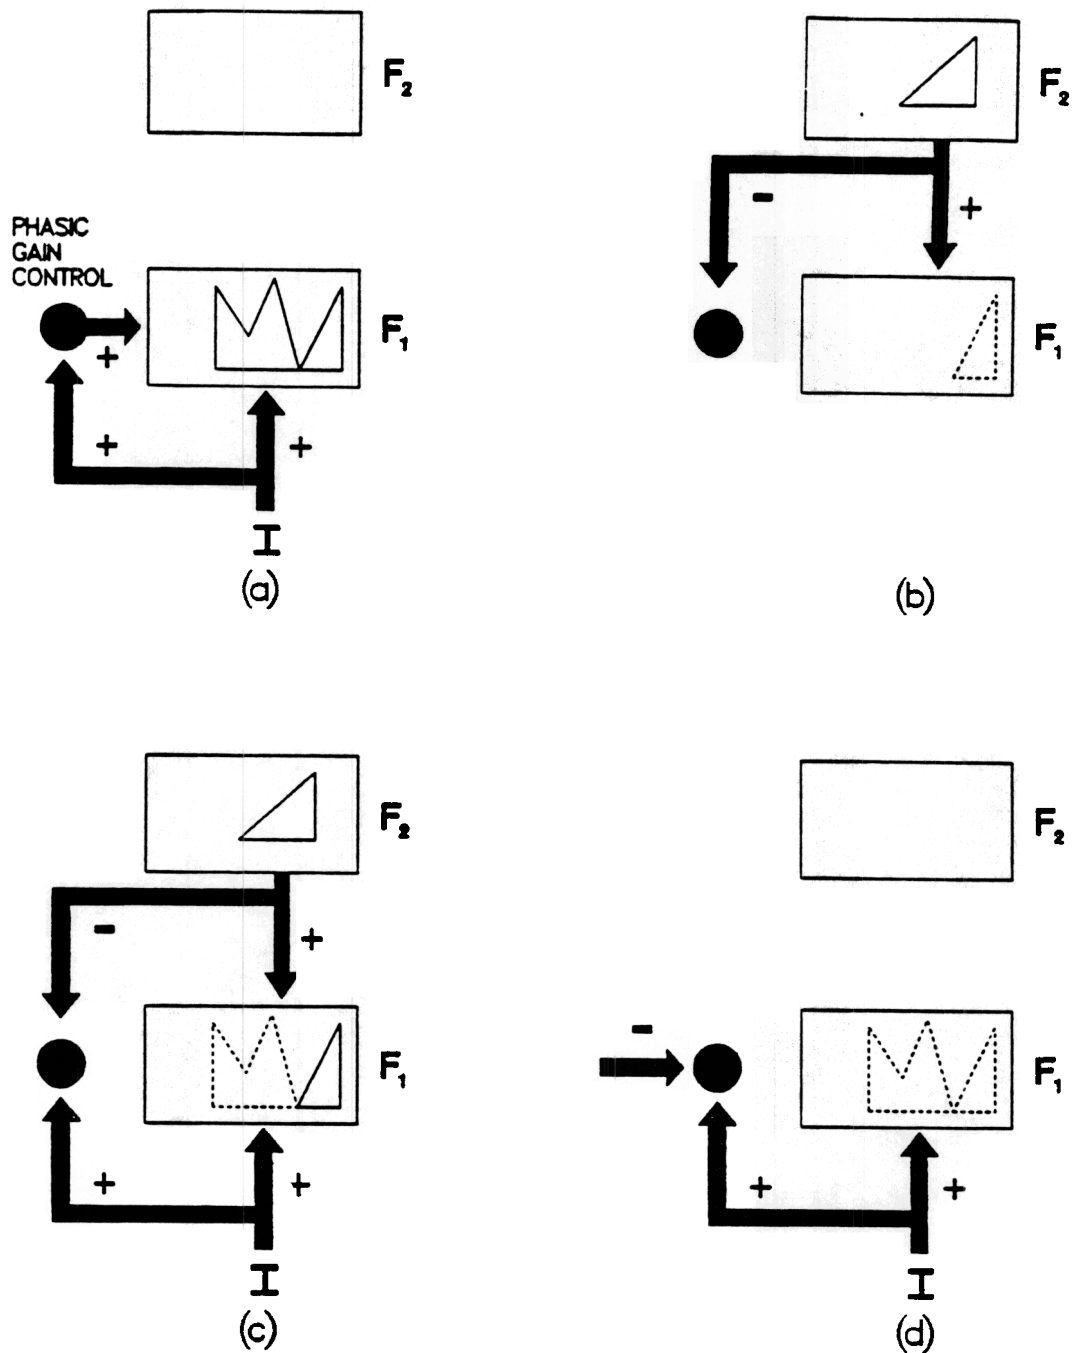 F₂
F₂
PHASIC
GAIN
CONTROL
F₁
+
+
+
I
(a)
-
+
F₁
(b)
F₂
-
+
F₁
+
+
I
(c)
F₂
-
F₁
+
+
I
(d)